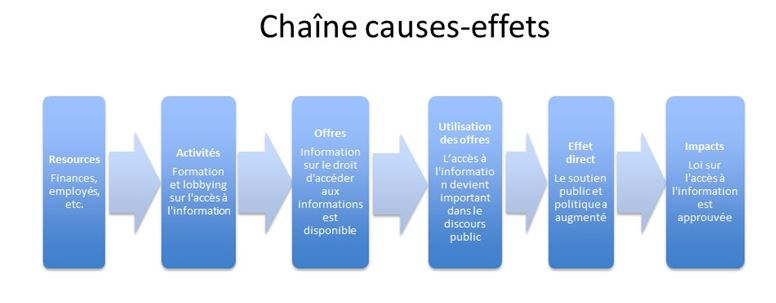 Chaîne causes-effets
Resources
Finances,
employés,
etc.
Activités
Formation
et lobbying
sur l'accès à
l'information
Offres
Information
sur le droit
d'accéder
aux
informations
est
disponible
Utilisation
des offres
L'accès à
l'informatio
n devient
important
dans le
discours
public
Effet
direct
Le soutien
public et
politique a
augmenté
Impacts
Loi sur
l'accès à
l'information
est
approuvée